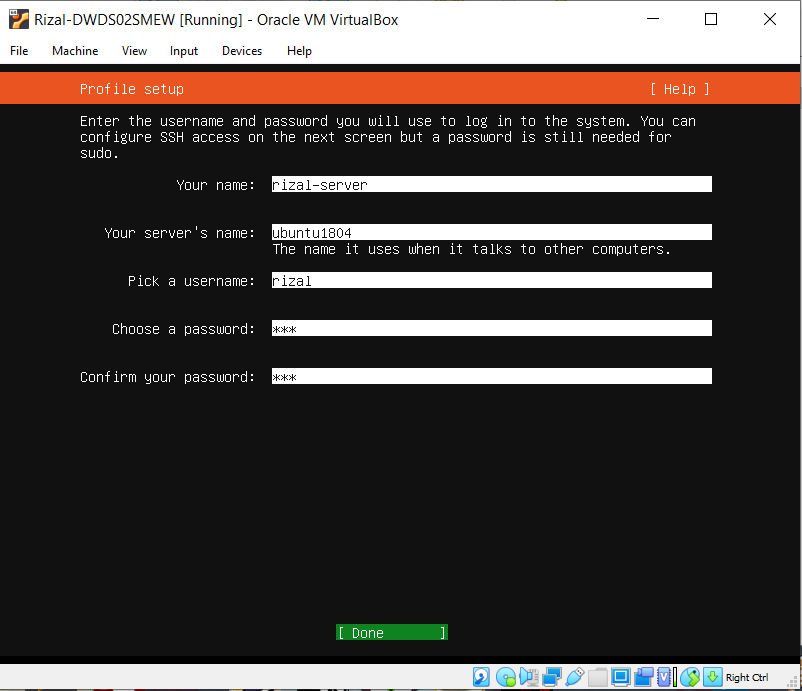 Rizal-DWDS02SMEW [Running] - Oracle VM VirtualBox
File Machine View Input Devices Help
Profile setup [ Help ]
Enter the username and password you will use to log in to the system. You can
configure SSH access on the next screen but a password is still needed for
sudo.
Your name: rizal-server
Your server's name: ubuntu1804
The name it uses when it talks to other computers.
Pick a username: rizal
Choose a password: ***
Confirm your password: ***
[ Done ]
Right Ctrl